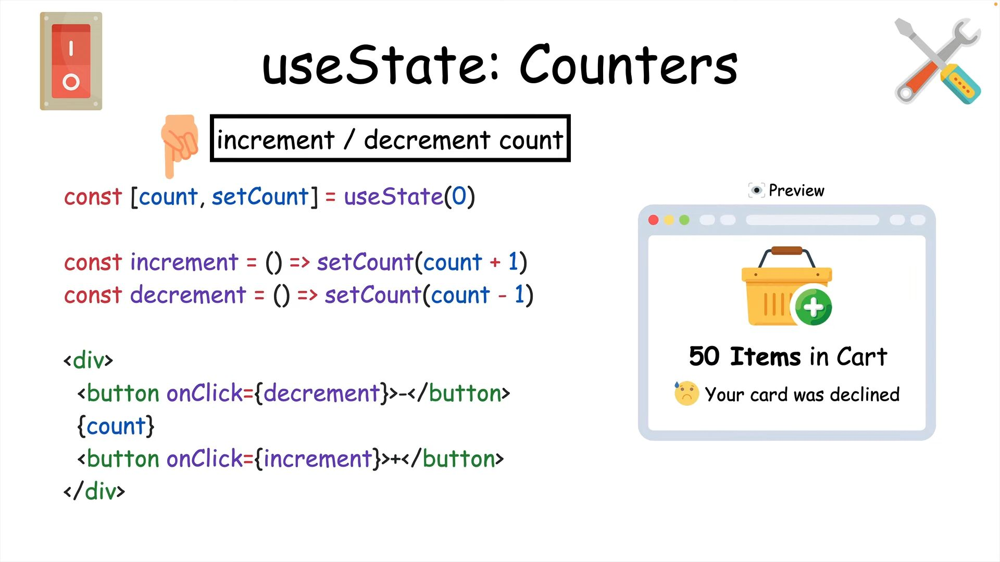 useState: Counters
increment / decrement count
const [count, setCount] = useState(0)
const increment = () => setCount(count + 1)
const decrement = () => setCount(count - 1)
<div>
<button onClick={decrement}>-</button>
{count}
<button onClick={increment}>+</button>
</div>
Preview
50 Items in Cart
Your card was declined